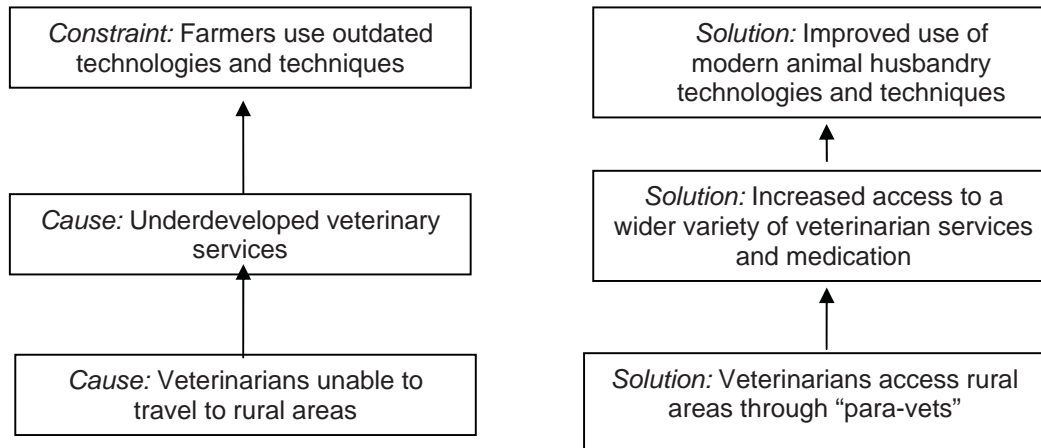 Constraint: Farmers use outdated
technologies and techniques
Cause: Underdeveloped veterinary
services
Cause: Veterinarians unable to
travel to rural areas
Solution: Improved use of
modern animal husbandry
technologies and techniques
Solution: Increased access to a
wider variety of veterinarian services
and medication
Solution: Veterinarians access rural
areas through “para-vets”